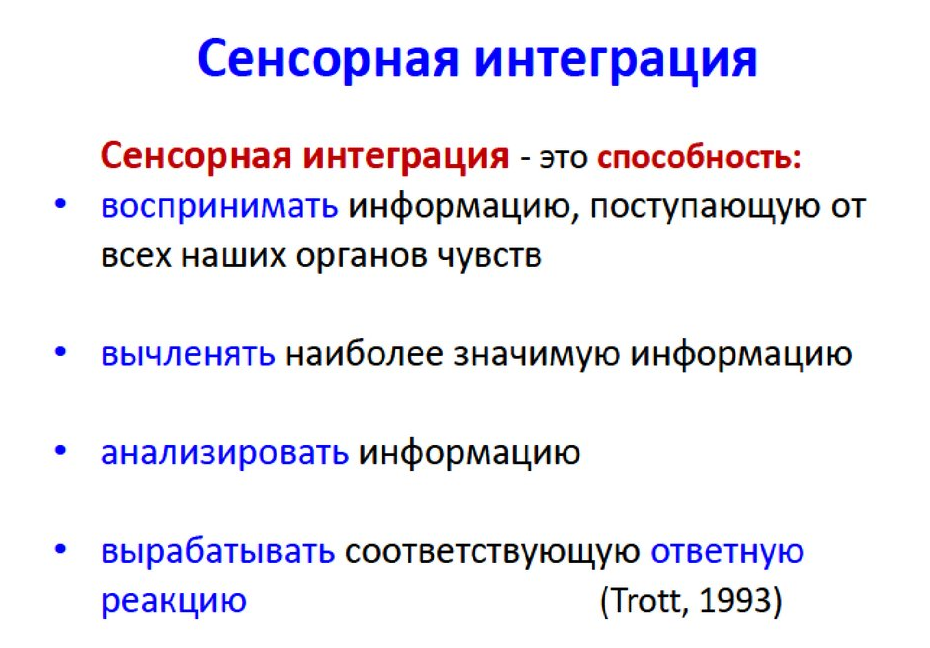 Сенсорная интеграция
Сенсорная интеграция - это способность:
• воспринимать информацию, поступающую от
всех наших органов чувств
• вычленять наиболее значимую информацию
• анализировать информацию
• вырабатывать соответствующую ответную
реакцию (Trott, 1993)